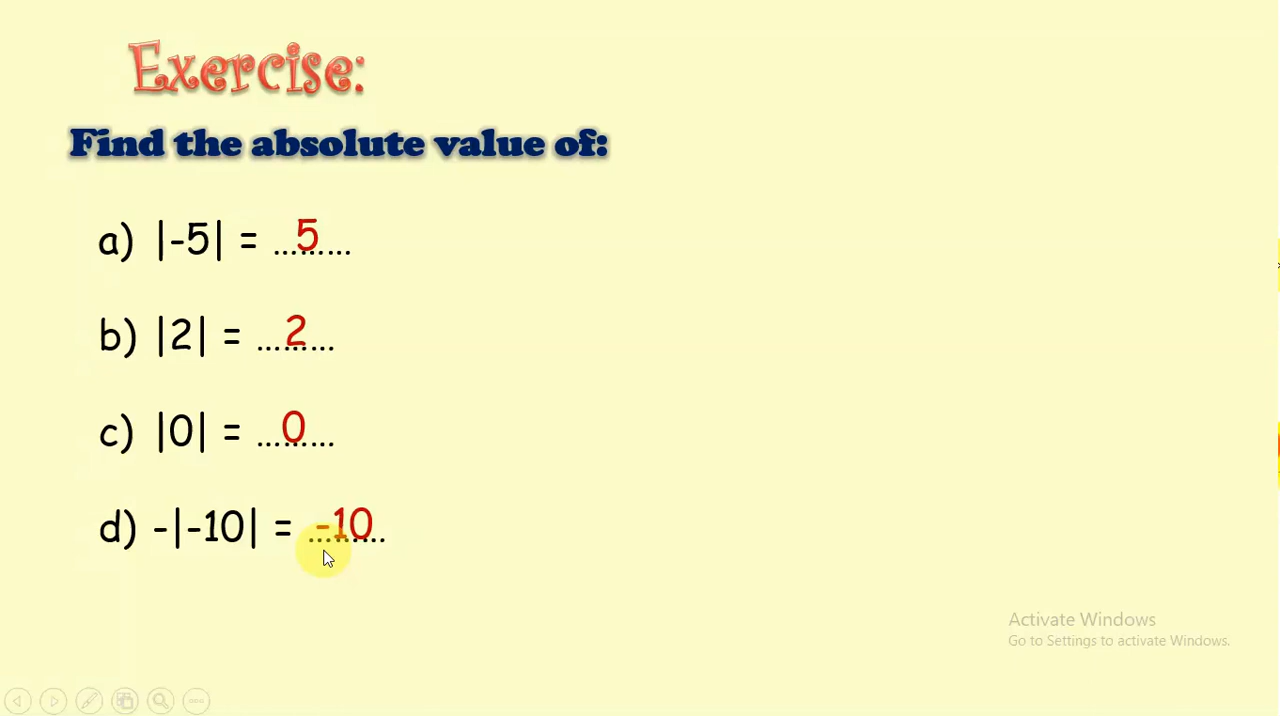 Exercise:
Find the absolute value of:
a) |-5| = ...5......
b) |2| = ...2......
c) |0| = ...0......
d) -|-10| = -10
Activate Windows
Go to Settings to activate Windows.